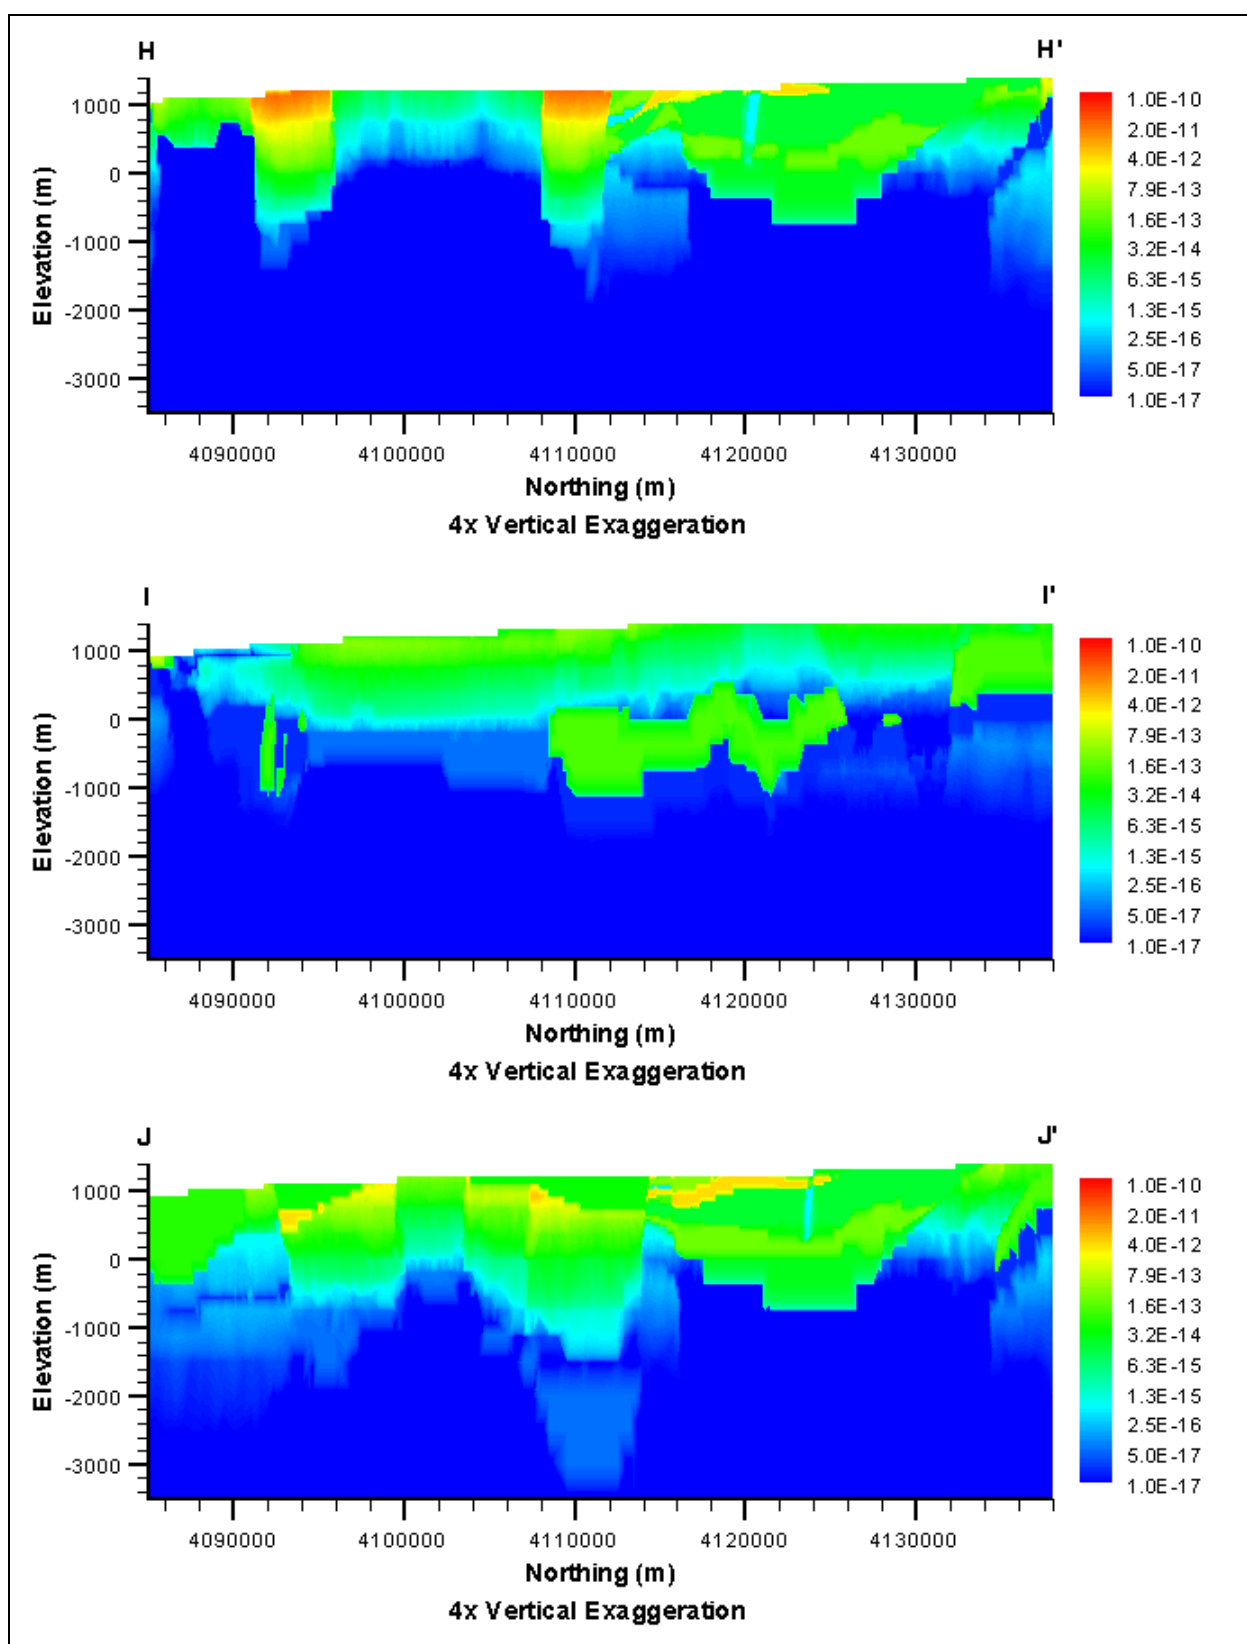 H H'
Elevation (m)
1000
0
-1000
-2000
-3000
4090000 4100000 4110000 4120000 4130000
Northing (m)
4x Vertical Exaggeration
1.0E-10
2.0E-11
4.0E-12
7.9E-13
1.6E-13
3.2E-14
6.3E-15
1.3E-15
2.5E-16
5.0E-17
1.0E-17
I I'
Elevation (m)
1000
0
-1000
-2000
-3000
4090000 4100000 4110000 4120000 4130000
Northing (m)
4x Vertical Exaggeration
1.0E-10
2.0E-11
4.0E-12
7.9E-13
1.6E-13
3.2E-14
6.3E-15
1.3E-15
2.5E-16
5.0E-17
1.0E-17
J J'
Elevation (m)
1000
0
-1000
-2000
-3000
4090000 4100000 4110000 4120000 4130000
Northing (m)
4x Vertical Exaggeration
1.0E-10
2.0E-11
4.0E-12
7.9E-13
1.6E-13
3.2E-14
6.3E-15
1.3E-15
2.5E-16
5.0E-17
1.0E-17